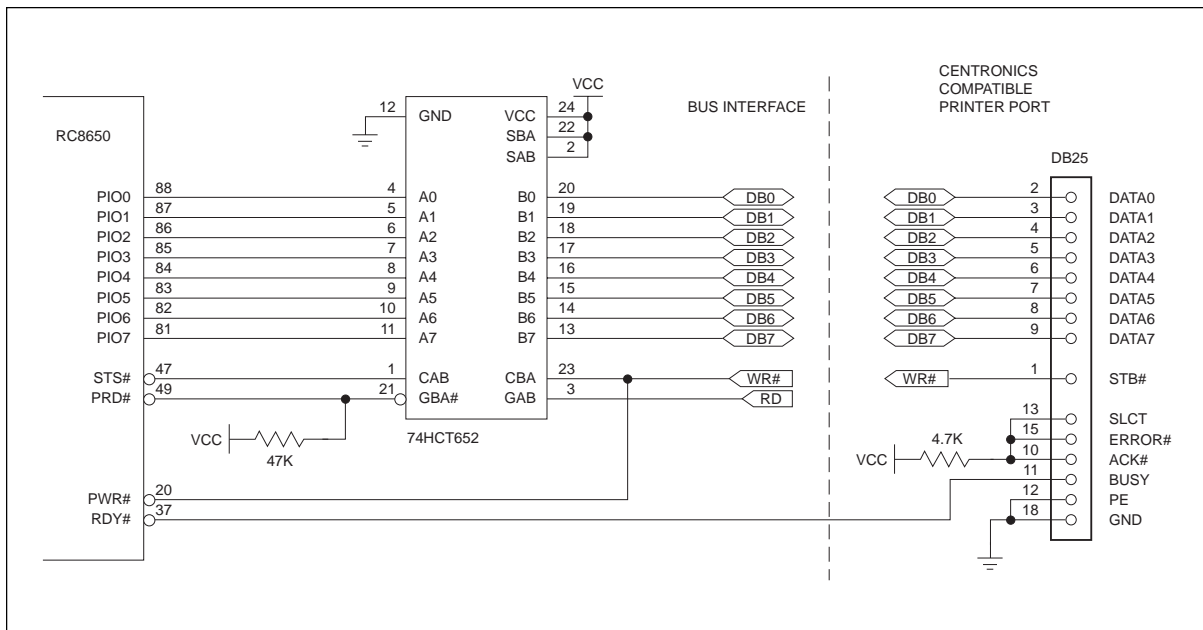 CENTRONICS
COMPATIBLE
PRINTER PORT
VCC
BUS INTERFACE
RC8650
12 GND VCC 24
SBA 22
SAB 2
DB25
PIO0 88 4 A0 B0 20 DB0 DB0 2 DATA0
PIO1 87 5 A1 B1 19 DB1 DB1 3 DATA1
PIO2 86 6 A2 B2 18 DB2 DB2 4 DATA2
PIO3 85 7 A3 B3 17 DB3 DB3 5 DATA3
PIO4 84 8 A4 B4 16 DB4 DB4 6 DATA4
PIO5 83 9 A5 B5 15 DB5 DB5 7 DATA5
PIO6 82 10 A6 B6 14 DB6 DB6 8 DATA6
PIO7 81 11 A7 B7 13 DB7 DB7 9 DATA7
STS# 47 1 CAB CBA 23 WR# WR# 1 STB#
PRD# 49 21 GBA# GAB 3 RD
13 SLCT
VCC 47K 74HCT652 15 ERROR#
VCC 4.7K 10 ACK#
11 BUSY
PWR# 20 12 PE
RDY# 37 18 GND